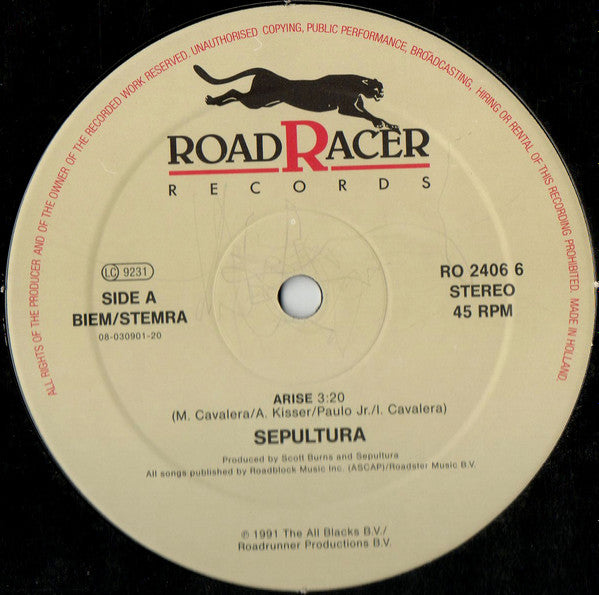 ALL RIGHTS OF THE PRODUCER AND OF THE OWNER OF THE RECORDED WORK RESERVED. UNAUTHORISED COPYING, PUBLIC PERFORMANCE, BROADCASTING, HIRING OR RENTAL OF THIS RECORDING PROHIBITED. MADE IN HOLLAND.
ROADRACER
RECORDS
LC 9231
SIDE A
BIEM/STEMRA
08-030901-20
RO 2406 6
STEREO
45 RPM
ARISE 3:20
(M. Cavalera/A. Kisser/Paulo Jr./I. Cavalera)
SEPULTURA
Produced by Scott Burns and Sepultura
All songs published by Roadblock Music Inc. (ASCAP)/Roadster Music B.V.
℗ 1991 The All Blacks B.V./
Roadrunner Productions B.V.